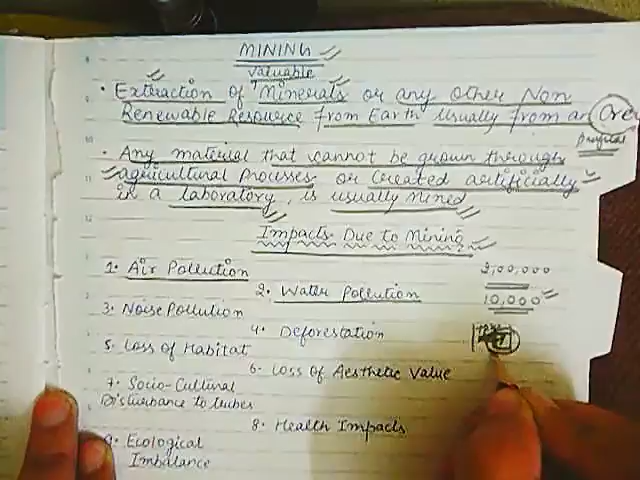 MINING
Valuable
• Extraction of Minerals or any other Non
Renewable Resource from Earth usually from an Ore
• Any material that cannot be grown through
agricultural processes or created artificially
in a laboratory, is usually mined
Impacts Due to Mining
1. Air Pollution
2,00,000
2. Water Pollution
10,000
3. Noise Pollution
4. Deforestation
5. Loss of Habitat
6. Loss of Aesthetic Value
7. Socio-Cultural
Disturbance to tribes
8. Health Impacts
9. Ecological
Imbalance